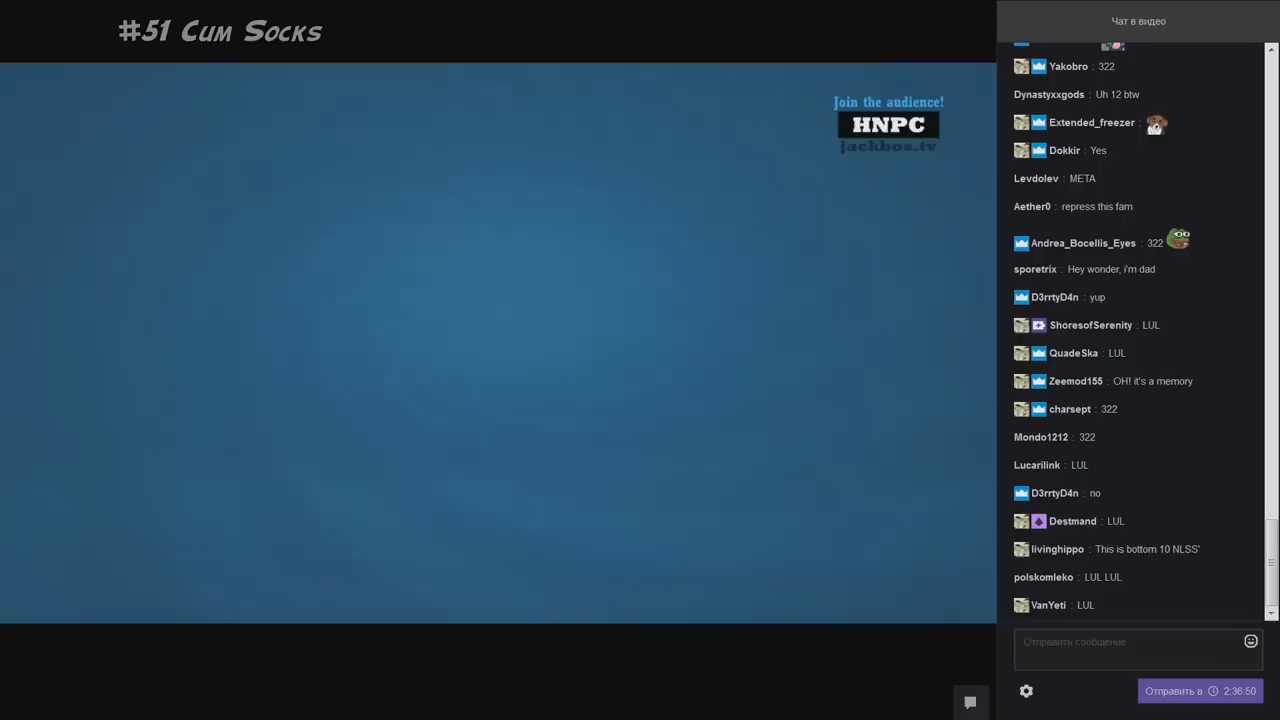 #51 Cum Socks
Join the audience!
HNPC
jackbox.tv
Чат в видео
Yakobro : 322
Dynastyxxgods : Uh 12 btw
Extended_freezer :
Dokkir : Yes
Levdolev : META
Aether0 : repress this fam
Andrea_Bocellis_Eyes : 322
sporetrix : Hey wonder, i'm dad
D3rrtyD4n : yup
ShoresofSerenity : LUL
QuadeSka : LUL
Zeemod155 : OH! it's a memory
charsept : 322
Mondo1212 : 322
Lucarilink : LUL
D3rrtyD4n : no
Destmand : LUL
livinghippo : This is bottom 10 NLSS'
polskomleko : LUL LUL
VanYeti : LUL
Отправить сообщение
Отправить в 2:36:50